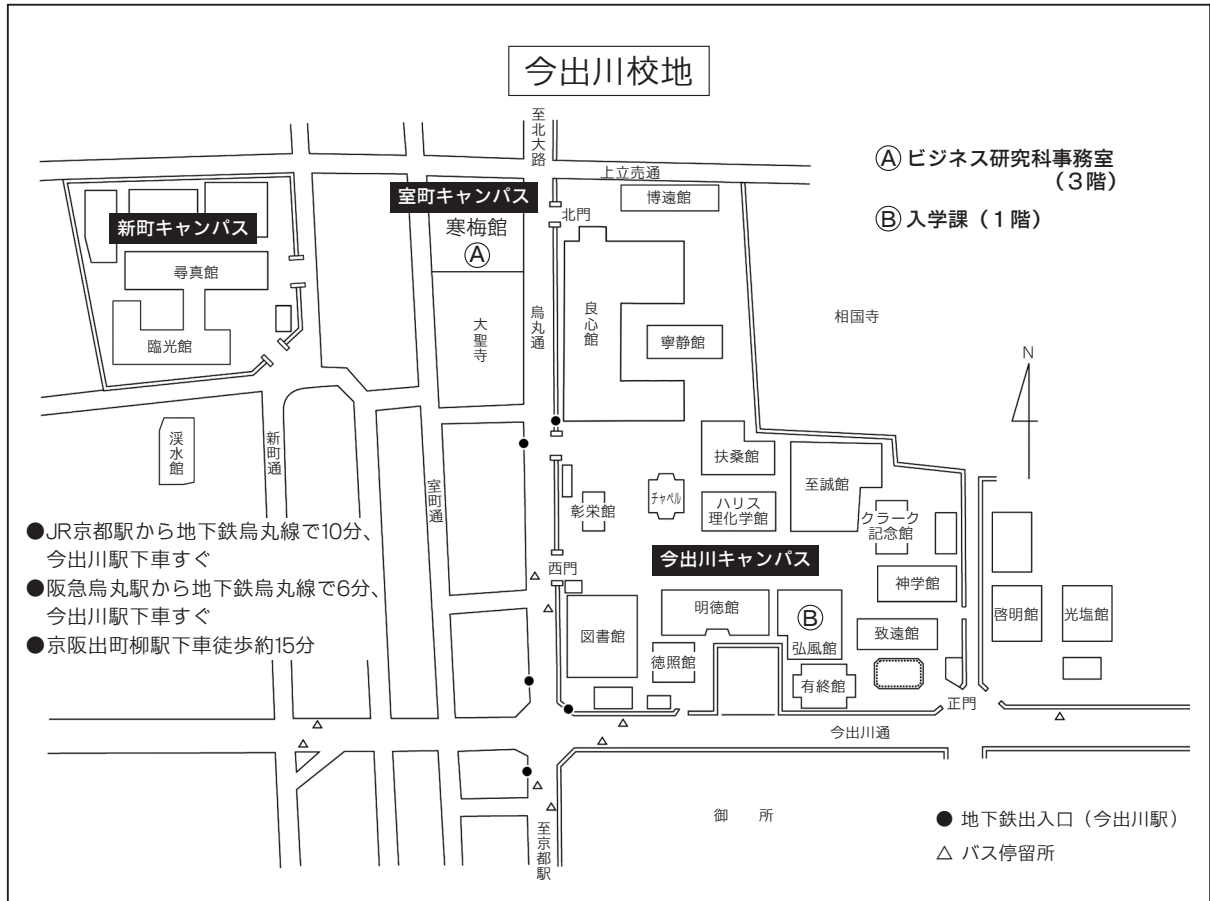 今出川校地
至北大路
上立売通
Ⓐ ビジネス研究科事務室
(3階)
Ⓑ 入学課(1階)
室町キャンパス
寒梅館
Ⓐ
北門
博遠館
新町キャンパス
尋真館
臨光館
大聖寺
烏丸通
良心館
寧静館
相国寺
N
渓水館
新町通
室町通
扶桑館
至誠館
チャペル
ハリス
理化学館
彰栄館
クラーク
記念館
今出川キャンパス
西門
神学館
●JR京都駅から地下鉄烏丸線で10分、
今出川駅下車すぐ
●阪急烏丸駅から地下鉄烏丸線で6分、
今出川駅下車すぐ
●京阪出町柳駅下車徒歩約15分
図書館
明徳館
Ⓑ
弘風館
致遠館
啓明館
光塩館
徳照館
有終館
正門
今出川通
御 所
至京都駅
● 地下鉄出入口(今出川駅)
△ バス停留所